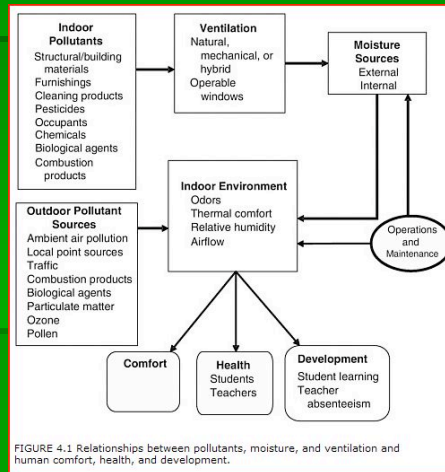 Indoor
Pollutants
Structural/building
materials
Furnishings
Cleaning products
Pesticides
Occupants
Chemicals
Biological agents
Combustion
products
Ventilation
Natural,
mechanical, or
hybrid
Operable
windows
Moisture
Sources
External
Internal
Outdoor Pollutant
Sources
Ambient air pollution
Local point sources
Traffic
Combustion products
Biological agents
Particulate matter
Ozone
Pollen
Indoor Environment
Odors
Thermal comfort
Relative humidity
Airflow
Operations
and
Maintenance
Comfort
Health
Students
Teachers
Development
Student learning
Teacher
absenteeism
FIGURE 4.1 Relationships between pollutants, moisture, and ventilation and
human comfort, health, and development.